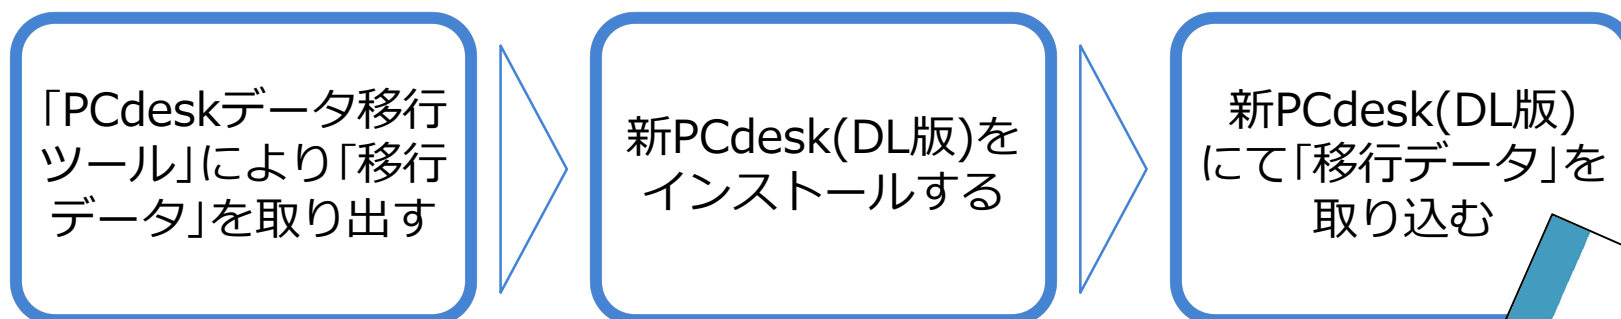 「PCdeskデータ移行
ツール」により「移行
データ」を取り出す
新PCdesk(DL版)を
インストールする
新PCdesk(DL版)
にて「移行データ」を
取り込む